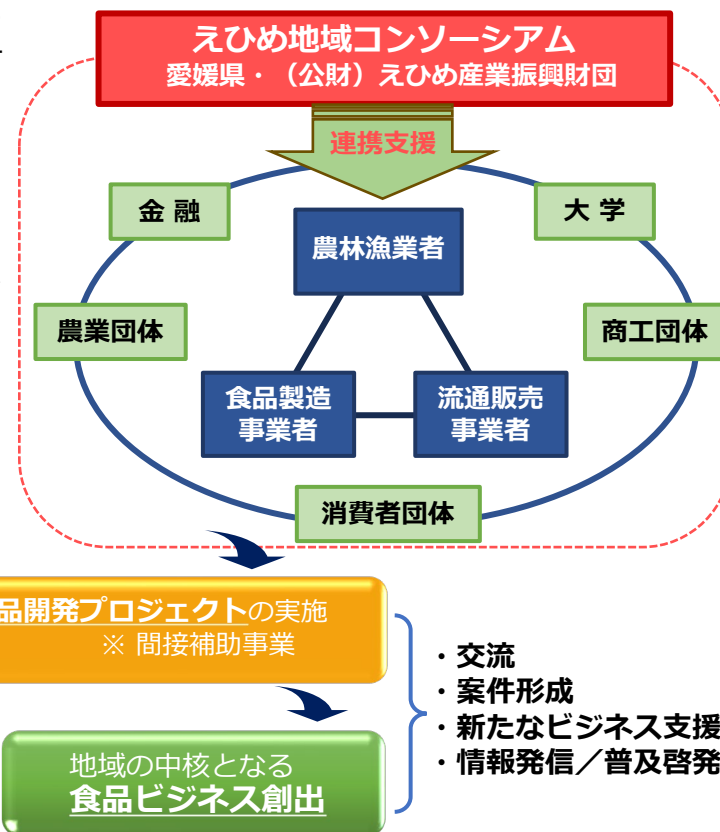 えひめ地域コンソーシアム
愛媛県・（公財）えひめ産業振興財団
連携支援
金 融
大 学
農林漁業者
農業団体
商工団体
食品製造
事業者
流通販売
事業者
消費者団体
品開発プロジェクトの実施
※ 間接補助事業
・交流
・案件形成
・新たなビジネス支援
・情報発信／普及啓発
地域の中核となる
食品ビジネス創出